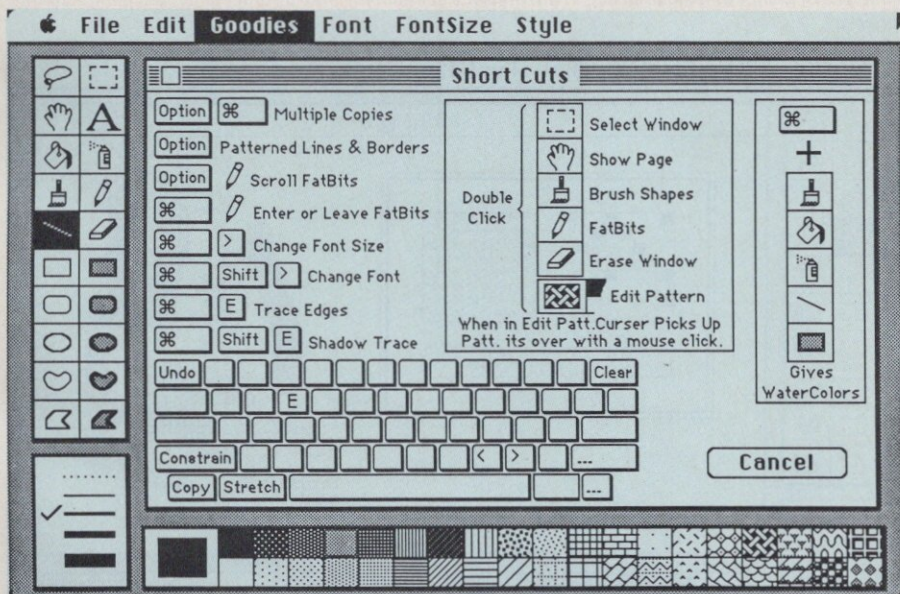 File Edit Goodies Font FontSize Style
Short Cuts
Option ⌘ Multiple Copies
Option Patterned Lines & Borders
Option Scroll FatBits
⌘ Enter or Leave FatBits
⌘ > Change Font Size
⌘ Shift > Change Font
⌘ E Trace Edges
⌘ Shift E Shadow Trace
Double
Click
Select Window
Show Page
Brush Shapes
FatBits
Erase Window
Edit Pattern
When in Edit Patt.Curser Picks Up
Patt. its over with a mouse click.
⌘
+
Gives
WaterColors
A
Undo Clear
E
Constrain < > ...
Copy Stretch ...
Cancel